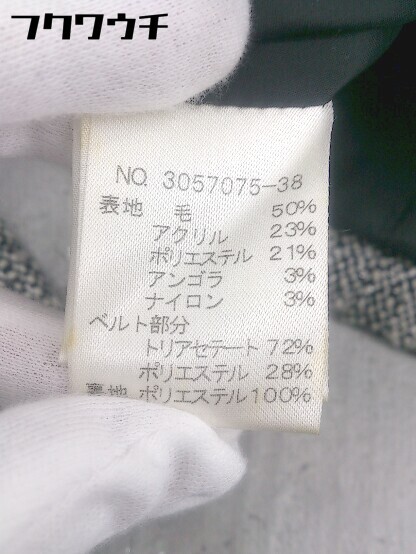 フクワウチ
NO. 3057075-38
表地 毛 50%
アクリル 23%
ポリエステル 21%
アンゴラ 3%
ナイロン 3%
ベルト部分
トリアセテート 72%
ポリエステル 28%
裏地 ポリエステル 100%